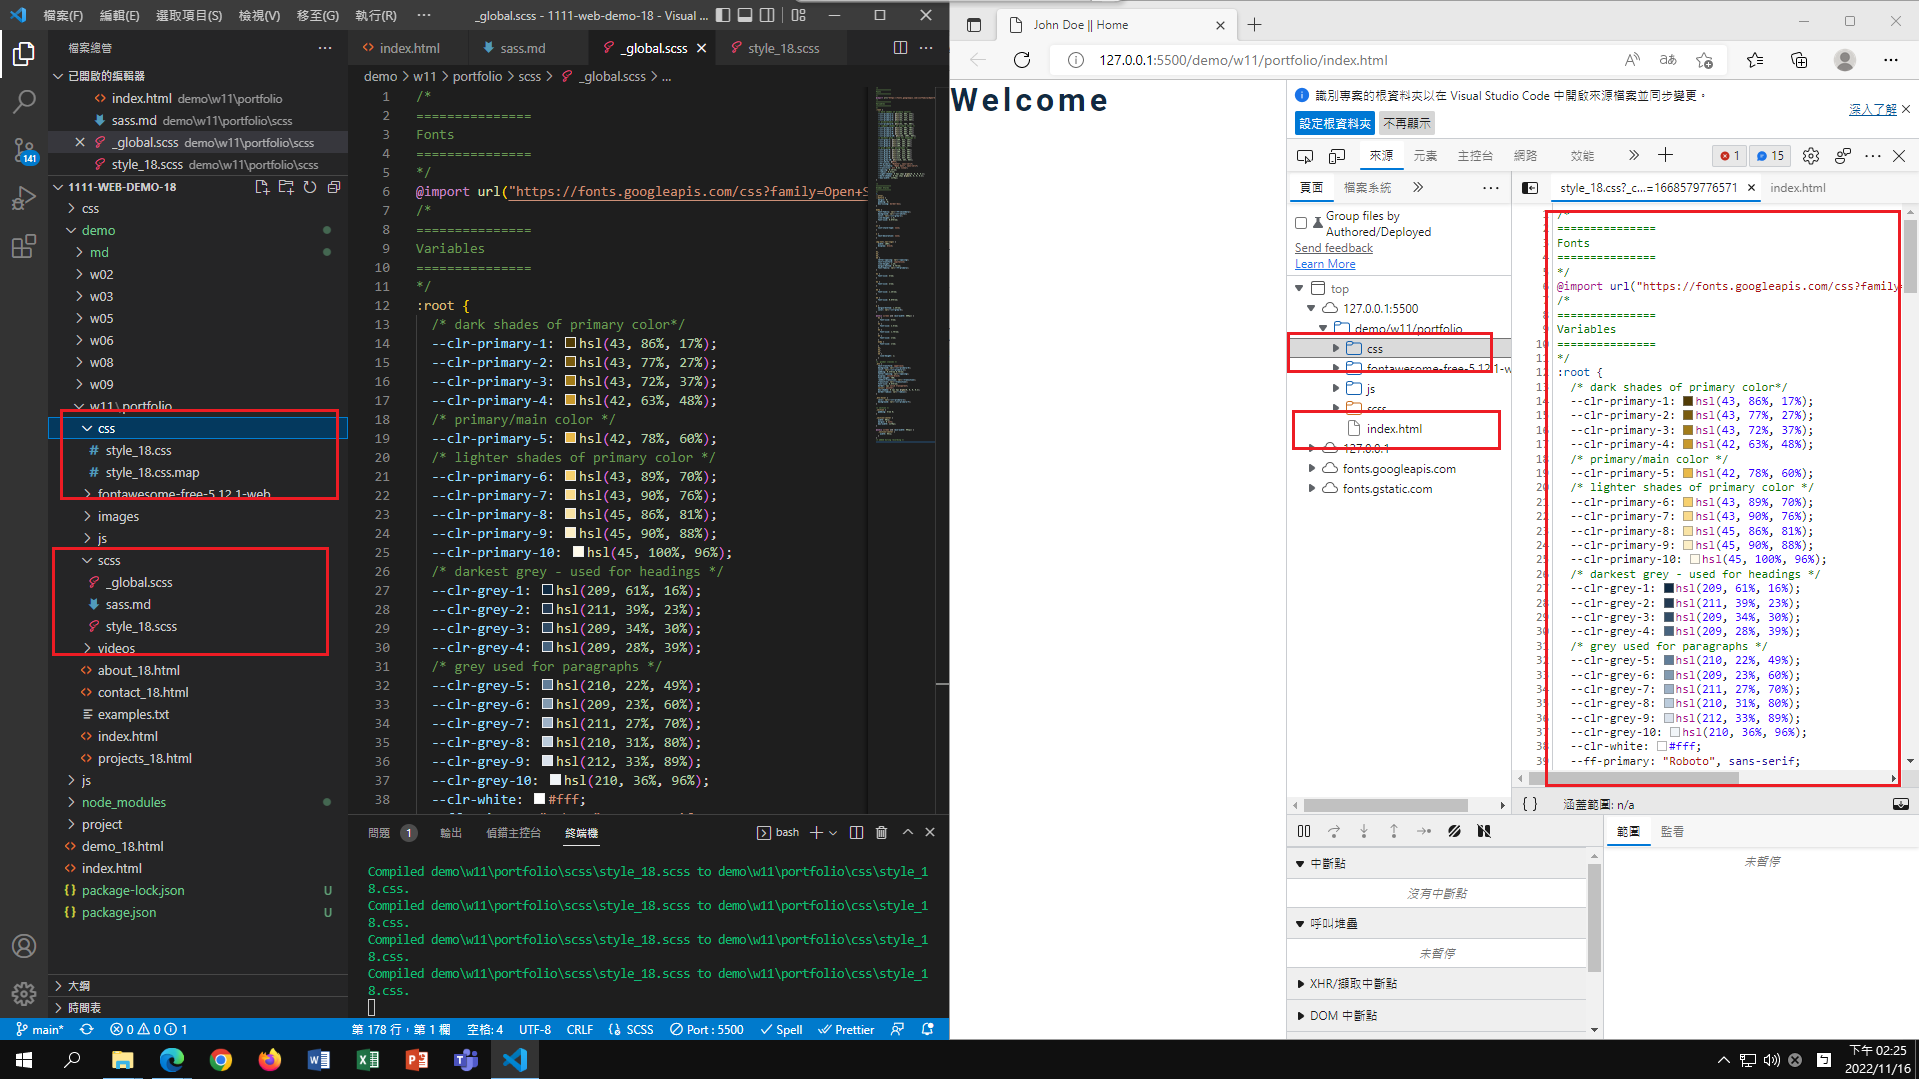 檔案(F) 編輯(E) 選取項目(S) 檢視(V) 移至(G) 執行(R) ··· _global.scss - 1111-web-demo-18 - Visual ...
檔案總管
已開啟的編輯器
index.html demo\w11\portfolio
sass.md demo\w11\portfolio\scss
_global.scss demo\w11\portfolio\scss
style_18.scss demo\w11\portfolio\scss
141
1111-WEB-DEMO-18
css
demo
md
w02
w03
w05
w06
w08
w09
w11\portfolio
css
style_18.css
style_18.css.map
fontawesome-free-5.12.1-web
images
js
scss
_global.scss
sass.md
style_18.scss
videos
about_18.html
contact_18.html
examples.txt
index.html
projects_18.html
js
node_modules
project
demo_18.html
index.html
package-lock.json U
package.json U
大綱
時間表
index.html sass.md _global.scss style_18.scss
demo > w11 > portfolio > scss > _global.scss > ...
1 /*
2 ===============
3 Fonts
4 ===============
5 */
6 @import url("https://fonts.googleapis.com/css?family=Open+S
7 /*
8 ===============
9 Variables
10 ===============
11 */
12 :root {
13 /* dark shades of primary color*/
14 --clr-primary-1: hsl(43, 86%, 17%);
15 --clr-primary-2: hsl(43, 77%, 27%);
16 --clr-primary-3: hsl(43, 72%, 37%);
17 --clr-primary-4: hsl(42, 63%, 48%);
18 /* primary/main color */
19 --clr-primary-5: hsl(42, 78%, 60%);
20 /* lighter shades of primary color */
21 --clr-primary-6: hsl(43, 89%, 70%);
22 --clr-primary-7: hsl(43, 90%, 76%);
23 --clr-primary-8: hsl(45, 86%, 81%);
24 --clr-primary-9: hsl(45, 90%, 88%);
25 --clr-primary-10: hsl(45, 100%, 96%);
26 /* darkest grey - used for headings */
27 --clr-grey-1: hsl(209, 61%, 16%);
28 --clr-grey-2: hsl(211, 39%, 23%);
29 --clr-grey-3: hsl(209, 34%, 30%);
30 --clr-grey-4: hsl(209, 28%, 39%);
31 /* grey used for paragraphs */
32 --clr-grey-5: hsl(210, 22%, 49%);
33 --clr-grey-6: hsl(209, 23%, 60%);
34 --clr-grey-7: hsl(211, 27%, 70%);
35 --clr-grey-8: hsl(210, 31%, 80%);
36 --clr-grey-9: hsl(212, 33%, 89%);
37 --clr-grey-10: hsl(210, 36%, 96%);
38 --clr-white: #fff;
問題 1 輸出 偵錯主控台 終端機 bash
Compiled demo\w11\portfolio\scss\style_18.scss to demo\w11\portfolio\css\style_1
8.css.
Compiled demo\w11\portfolio\scss\style_18.scss to demo\w11\portfolio\css\style_1
8.css.
Compiled demo\w11\portfolio\scss\style_18.scss to demo\w11\portfolio\css\style_1
8.css.
Compiled demo\w11\portfolio\scss\style_18.scss to demo\w11\portfolio\css\style_1
8.css.
main* 0 0 1 第 178 行，第 1 欄 空格: 4 UTF-8 CRLF SCSS Port : 5500 Spell Prettier
John Doe || Home
127.0.0.1:5500/demo/w11/portfolio/index.html
Welcome
識別專案的根資料夾以在 Visual Studio Code 中開啟來源檔案並同步變更。
深入了解
設定根資料夾 不再顯示
來源 元素 主控台 網路 效能 1 15
頁面 檔案系統
Group files by
Authored/Deployed
Send feedback
Learn More
top
127.0.0.1:5500
demo/w11/portfolio
css
fontawesome-free-5.12.1-w
js
scss
index.html
127.0.0.1
fonts.googleapis.com
fonts.gstatic.com
style_18.css?_c...=1668579776571 index.html
/*
===============
Fonts
===============
*/
@import url("https://fonts.googleapis.com/css?family
/*
===============
Variables
===============
*/
:root {
/* dark shades of primary color*/
--clr-primary-1: hsl(43, 86%, 17%);
--clr-primary-2: hsl(43, 77%, 27%);
--clr-primary-3: hsl(43, 72%, 37%);
--clr-primary-4: hsl(42, 63%, 48%);
/* primary/main color */
--clr-primary-5: hsl(42, 78%, 60%);
/* lighter shades of primary color */
--clr-primary-6: hsl(43, 89%, 70%);
--clr-primary-7: hsl(43, 90%, 76%);
--clr-primary-8: hsl(45, 86%, 81%);
--clr-primary-9: hsl(45, 90%, 88%);
--clr-primary-10: hsl(45, 100%, 96%);
/* darkest grey - used for headings */
--clr-grey-1: hsl(209, 61%, 16%);
--clr-grey-2: hsl(211, 39%, 23%);
--clr-grey-3: hsl(209, 34%, 30%);
--clr-grey-4: hsl(209, 28%, 39%);
/* grey used for paragraphs */
--clr-grey-5: hsl(210, 22%, 49%);
--clr-grey-6: hsl(209, 23%, 60%);
--clr-grey-7: hsl(211, 27%, 70%);
--clr-grey-8: hsl(210, 31%, 80%);
--clr-grey-9: hsl(212, 33%, 89%);
--clr-grey-10: hsl(210, 36%, 96%);
--clr-white: #fff;
--ff-primary: "Roboto", sans-serif;
{ } 涵蓋範圍: n/a
範圍 監看
未暫停
中斷點
沒有中斷點
呼叫堆疊
未暫停
XHR/擷取中斷點
DOM 中斷點
下午 02:25
2022/11/16